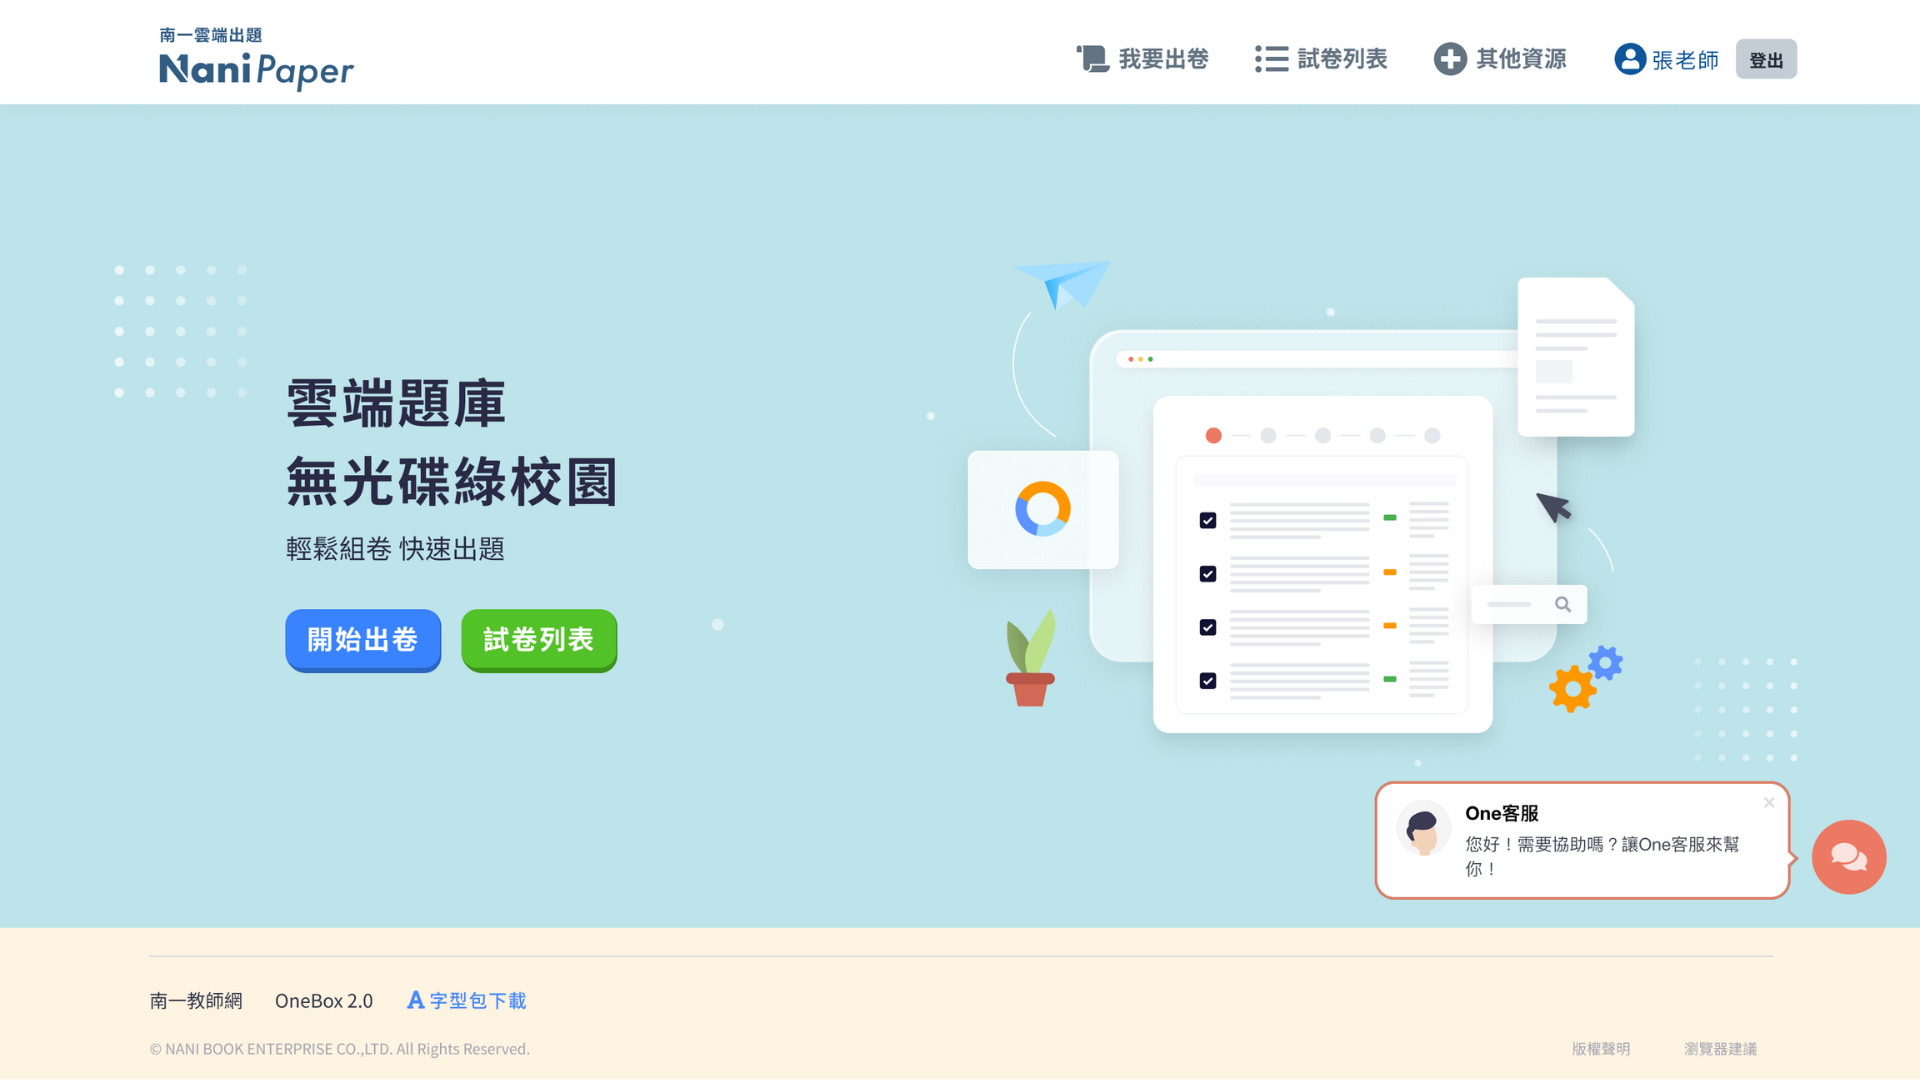 南一雲端出題
Nani Paper
我要出卷
試卷列表
其他資源
張老師
登出
雲端題庫
無光碟綠校園
輕鬆組卷 快速出題
開始出卷
試卷列表
One客服
您好！需要協助嗎？讓One客服來幫
你！
南一教師網
OneBox 2.0
A 字型包下載
© NANI BOOK ENTERPRISE CO.,LTD. All Rights Reserved.
版權聲明
瀏覽器建議